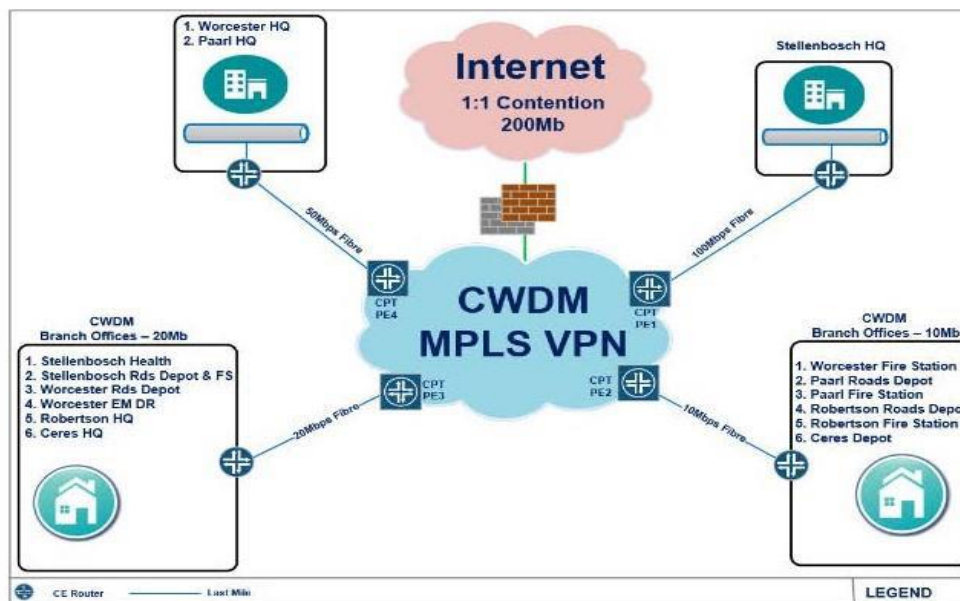 1. Worcester HQ
2. Paarl HQ
Internet
1:1 Contention
200Mb
Stellenbosch HQ
50Mbps Fibre
100Mbps Fibre
CPT
PE4
CWDM
MPLS VPN
CPT
PE1
CWDM
Branch Offices – 20Mb
1. Stellenbosch Health
2. Stellenbosch Rds Depot & FS
3. Worcester Rds Depot
4. Worcester EM DR
5. Robertson HQ
6. Ceres HQ
20Mbps Fibre
CPT
PE3
CPT
PE2
10Mbps Fibre
CWDM
Branch Offices – 10Mb
1. Worcester Fire Station
2. Paarl Roads Depot
3. Paarl Fire Station
4. Robertson Roads Depo
5. Robertson Fire Station
6. Ceres Depot
CE Router
Last Mile
LEGEND